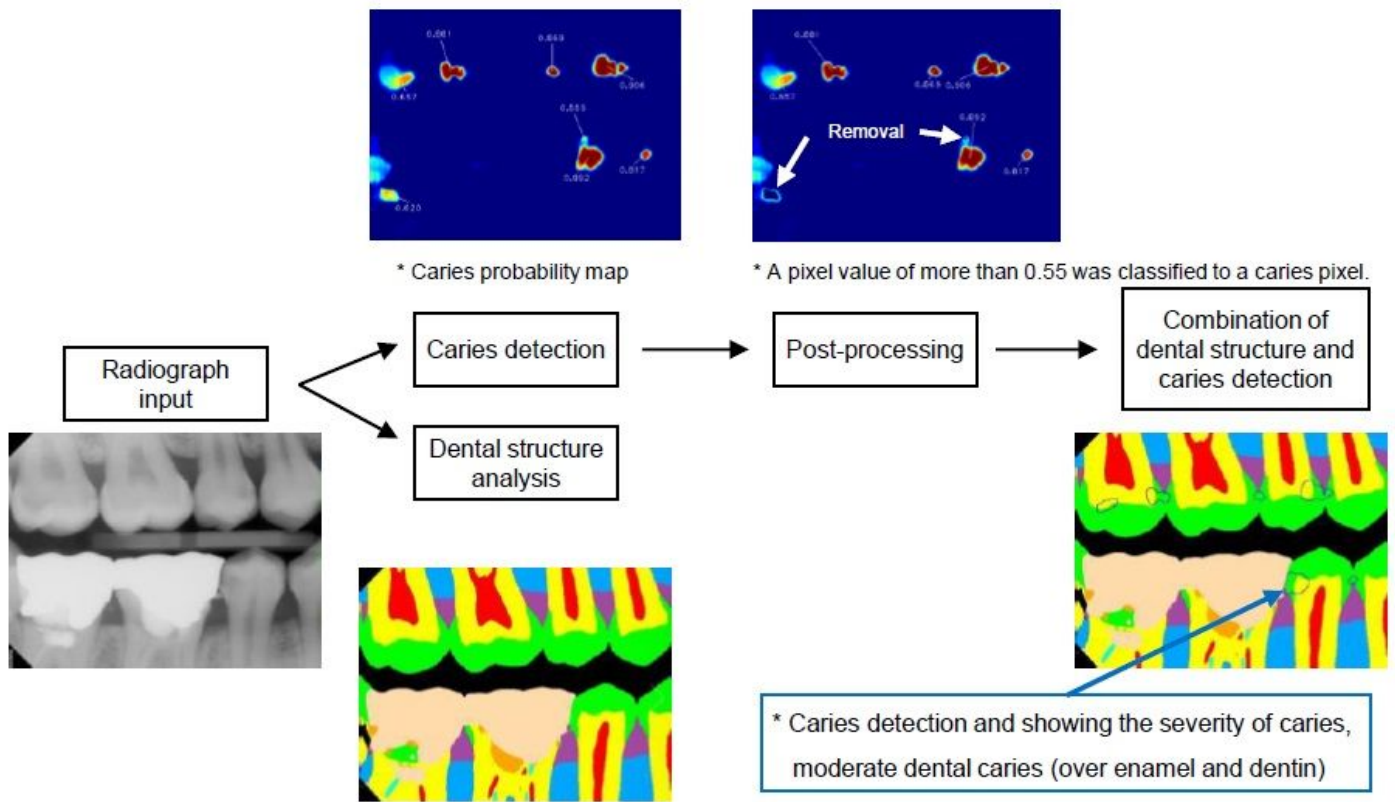 Removal
* Caries probability map
* A pixel value of more than 0.55 was classified to a caries pixel.
Radiograph
input
Caries detection
Dental structure
analysis
Post-processing
Combination of
dental structure and
caries detection
* Caries detection and showing the severity of caries,
moderate dental caries (over enamel and dentin)